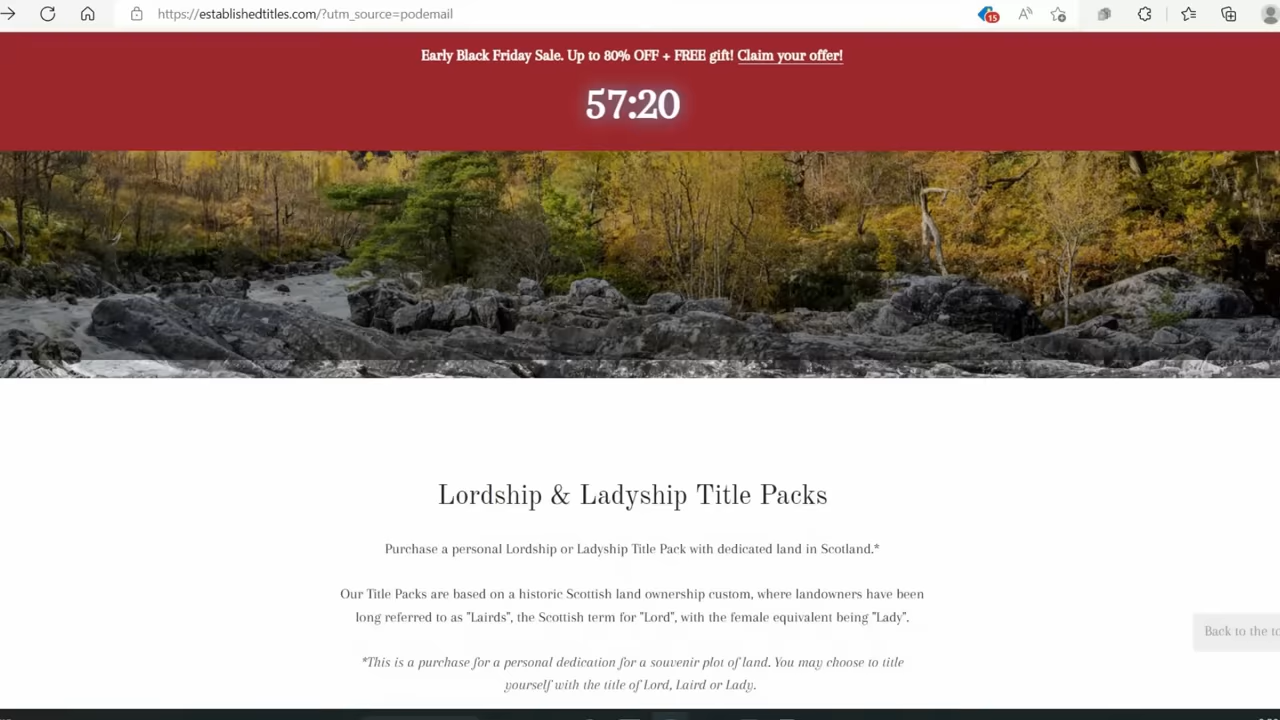 https://establishedtitles.com/?utm_source=podemail
15
Early Black Friday Sale. Up to 80% OFF + FREE gift! Claim your offer!
57:20
Lordship & Ladyship Title Packs
Purchase a personal Lordship or Ladyship Title Pack with dedicated land in Scotland.*
Our Title Packs are based on a historic Scottish land ownership custom, where landowners have been
long referred to as "Lairds", the Scottish term for "Lord", with the female equivalent being "Lady".
Back to the to
*This is a purchase for a personal dedication for a souvenir plot of land. You may choose to title
yourself with the title of Lord, Laird or Lady.